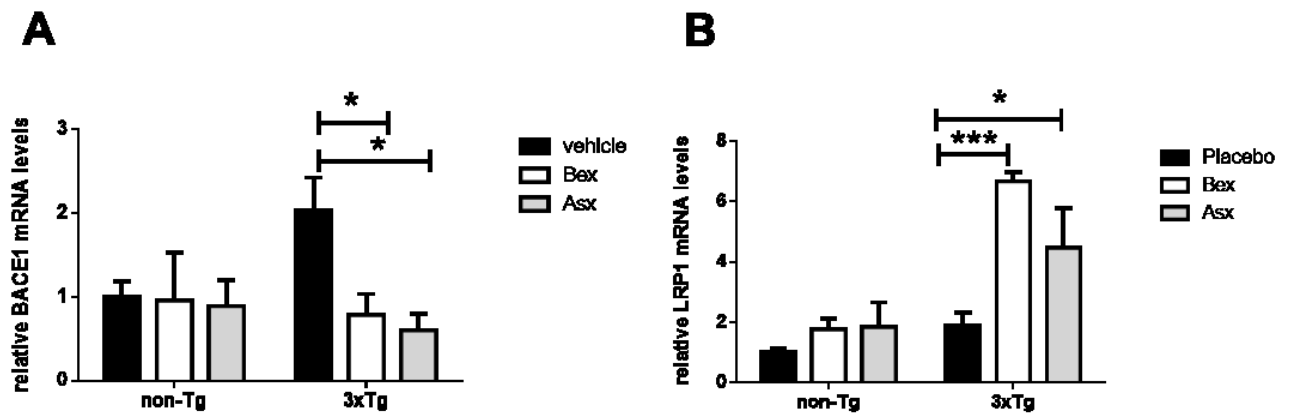 A
relative BACE1 mRNA levels
3
2
1
0
*
*
non-Tg
3xTg
vehicle
Bex
Asx
B
relative LRP1 mRNA levels
8
6
4
2
0
*
***
non-Tg
3xTg
Placebo
Bex
Asx